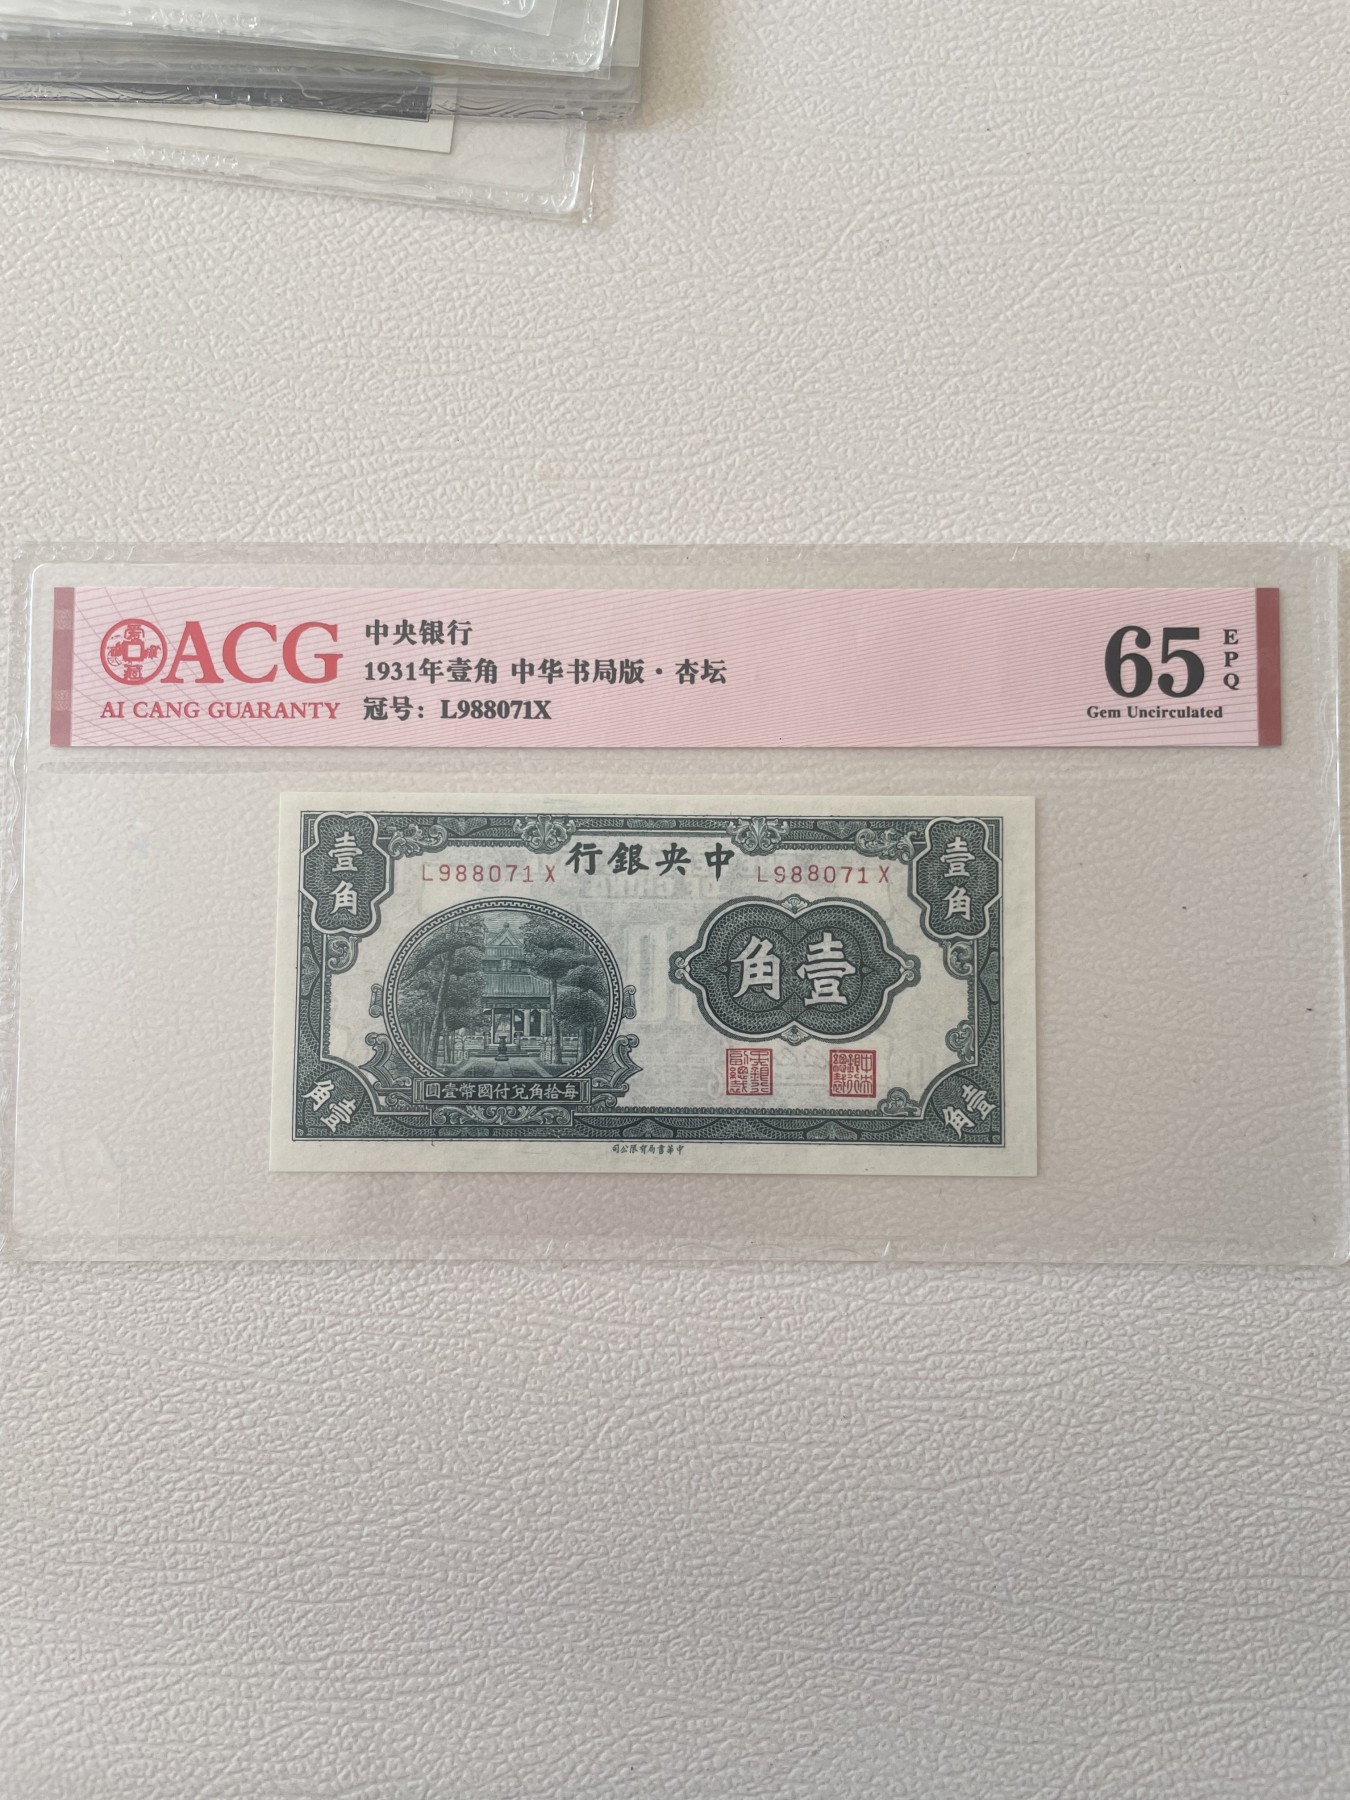 ACG
AI CANG GUARANTY
中央银行
1931年壹角 中华书局版·杏坛
冠号：L988071X
65
EPQ
Gem Uncirculated
壹角
行銀央中
壹角
L988071X
L988071X
角壹
圓壹幣國付兌角拾每
壹角
壹角
司公限有局書華中